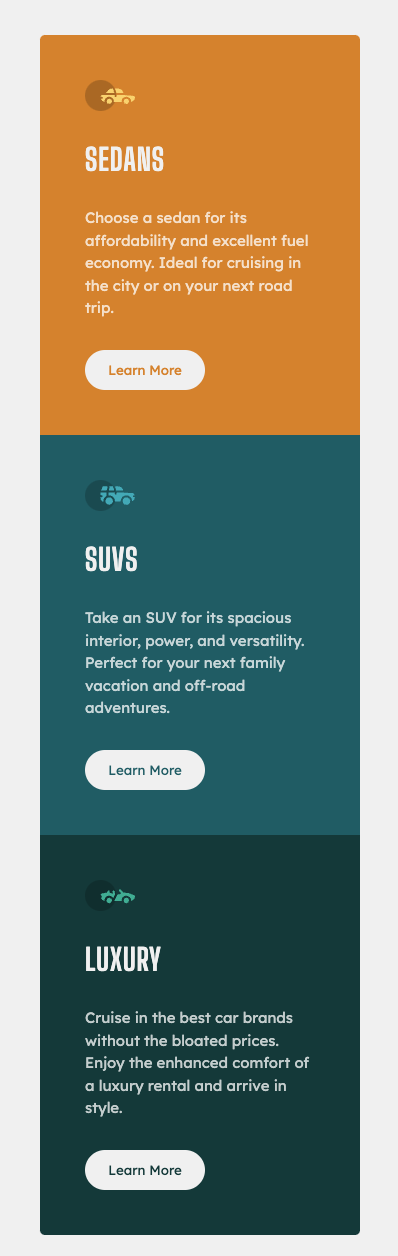 SEDANS
Choose a sedan for its
affordability and excellent fuel
economy. Ideal for cruising in
the city or on your next road
trip.
Learn More
SUVS
Take an SUV for its spacious
interior, power, and versatility.
Perfect for your next family
vacation and off-road
adventures.
Learn More
LUXURY
Cruise in the best car brands
without the bloated prices.
Enjoy the enhanced comfort of
a luxury rental and arrive in
style.
Learn More